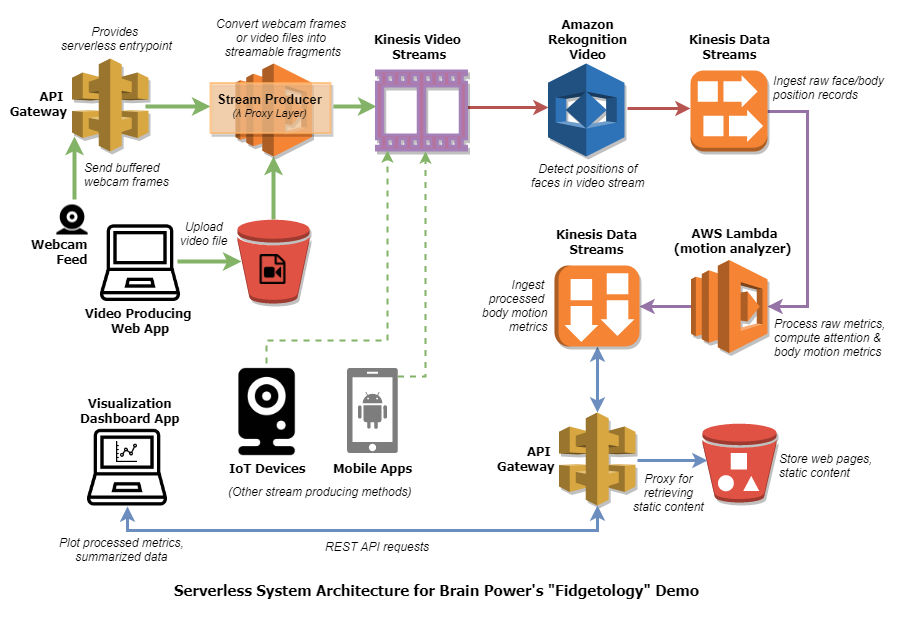 Provides
serverless entrypoint
API
Gateway
Convert webcam frames
or video files into
streamable fragments
Stream Producer
(λ Proxy Layer)
Kinesis Video
Streams
Amazon
Rekognition
Video
Detect positions of
faces in video stream
Kinesis Data
Streams
Ingest raw face/body
position records
Send buffered
webcam frames
Webcam
Feed
Upload
video file
Video Producing
Web App
Kinesis Data
Streams
Ingest
processed
body motion
metrics
AWS Lambda
(motion analyzer)
Process raw metrics,
compute attention &
body motion metrics
Visualization
Dashboard App
IoT Devices
Mobile Apps
(Other stream producing methods)
API
Gateway
Proxy for
retrieving
static content
Store web pages,
static content
Plot processed metrics,
summarized data
REST API requests
Serverless System Architecture for Brain Power's "Fidgetology" Demo